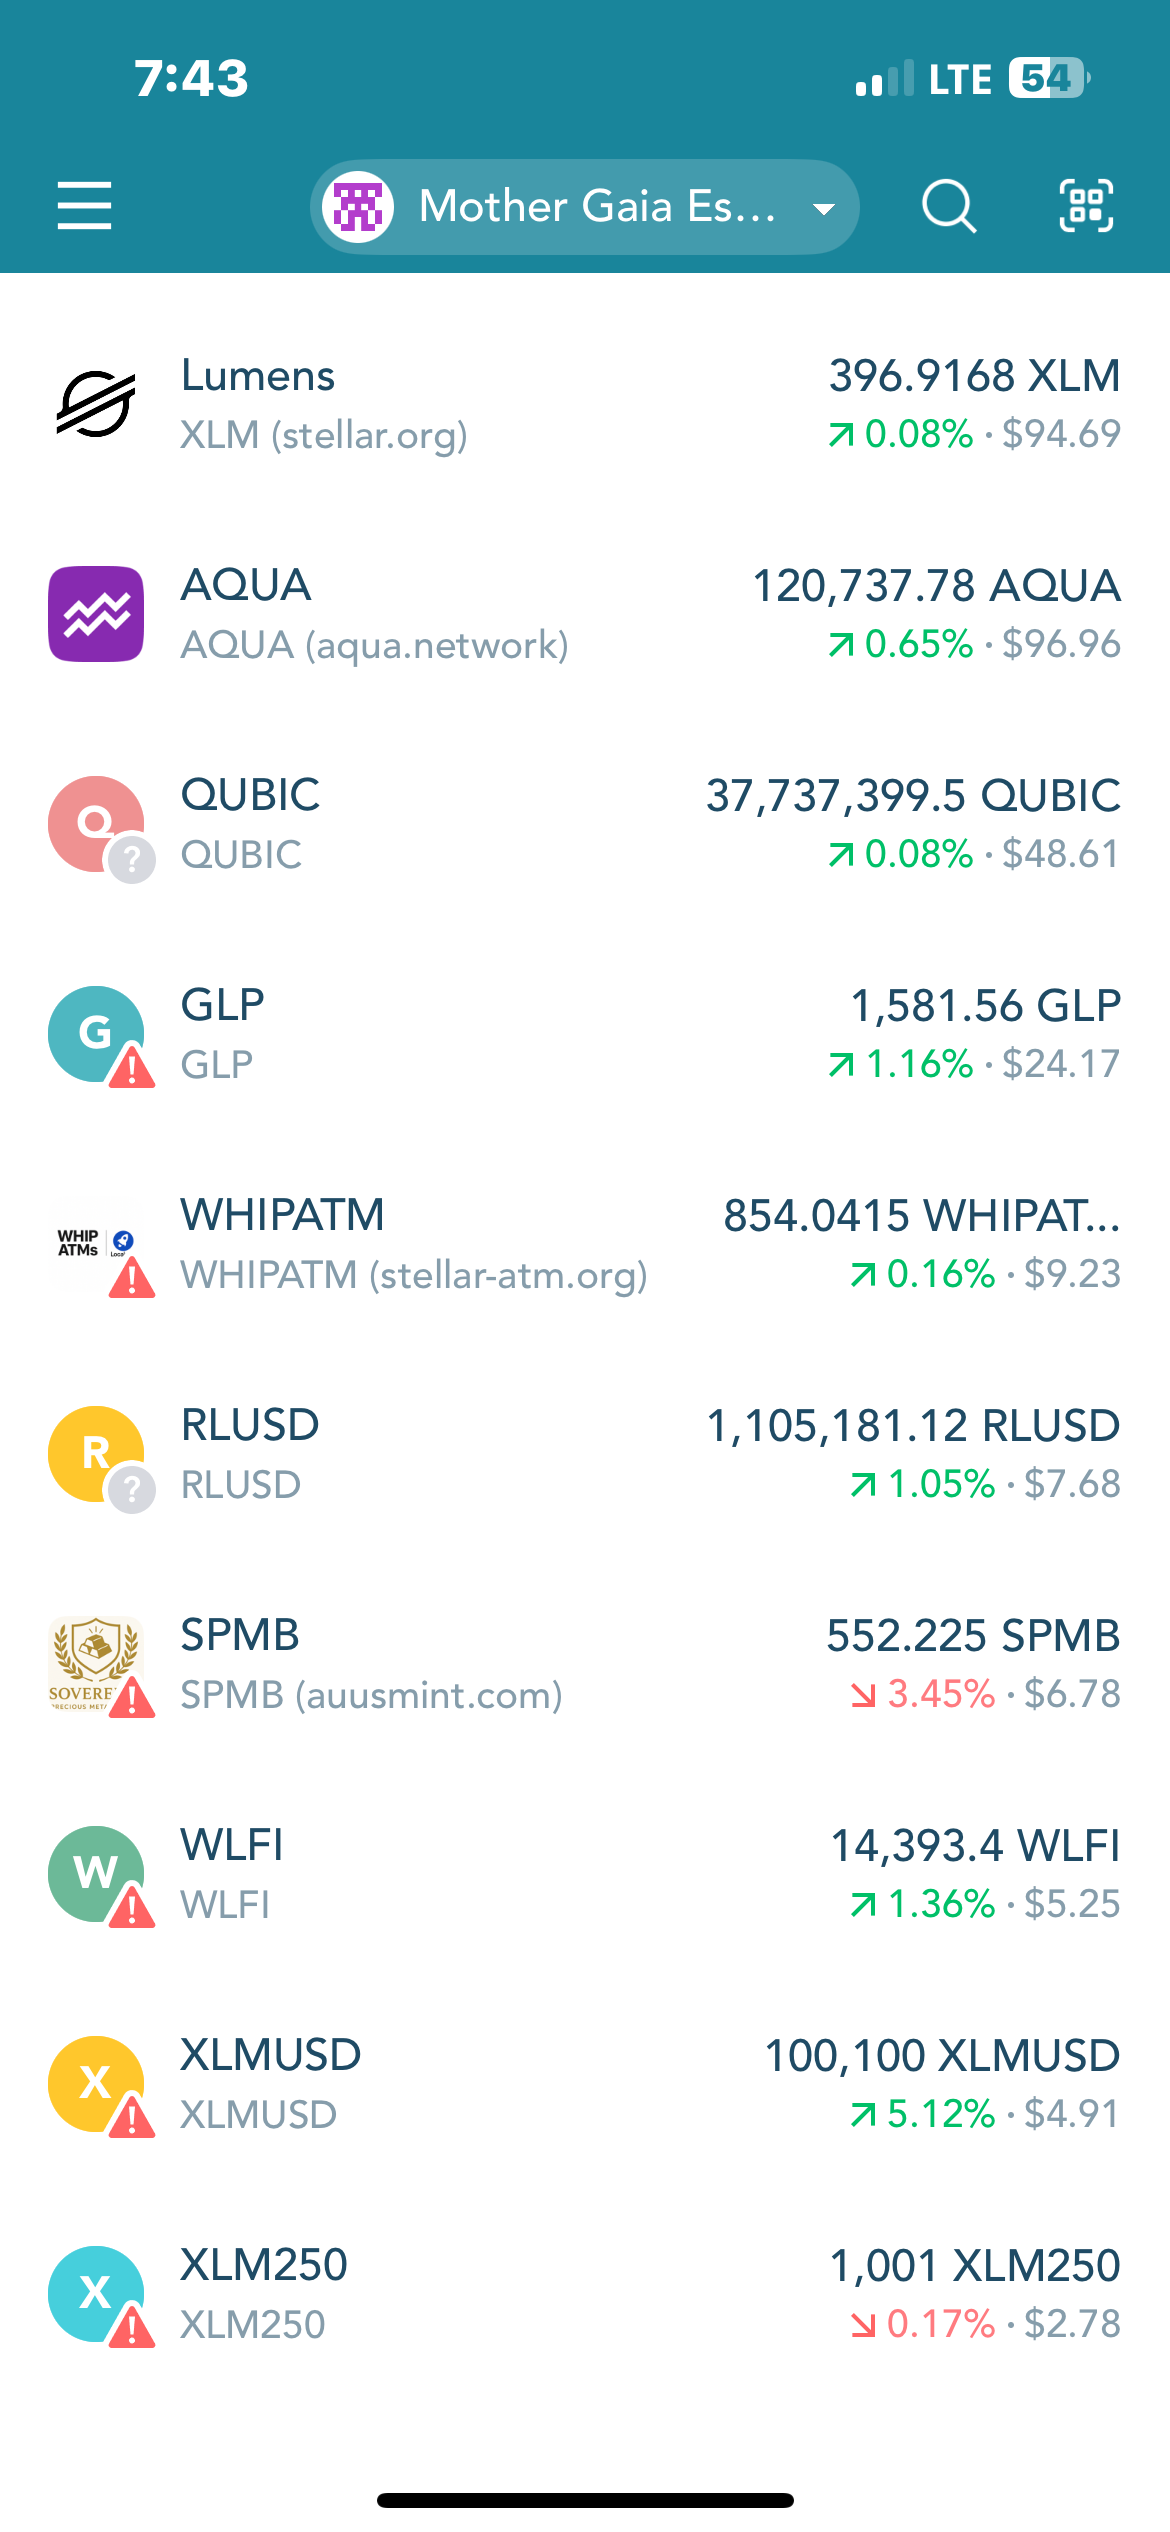 7:43
LTE 54
Mother Gaia Es...
Lumens
396.9168 XLM
XLM (stellar.org)
0.08% · $94.69
AQUA
120,737.78 AQUA
AQUA (aqua.network)
0.65% · $96.96
Q
?
QUBIC
37,737,399.5 QUBIC
QUBIC
0.08% · $48.61
G
!
GLP
1,581.56 GLP
GLP
1.16% · $24.17
WHIP
ATMs
Local
!
WHIPATM
854.0415 WHIPAT...
WHIPATM (stellar-atm.org)
0.16% · $9.23
R
?
RLUSD
1,105,181.12 RLUSD
RLUSD
1.05% · $7.68
SOVERE
RECIOUS META
!
SPMB
552.225 SPMB
SPMB (auusmint.com)
3.45% · $6.78
W
!
WLFI
14,393.4 WLFI
WLFI
1.36% · $5.25
X
!
XLMUSD
100,100 XLMUSD
XLMUSD
5.12% · $4.91
X
!
XLM250
1,001 XLM250
XLM250
0.17% · $2.78